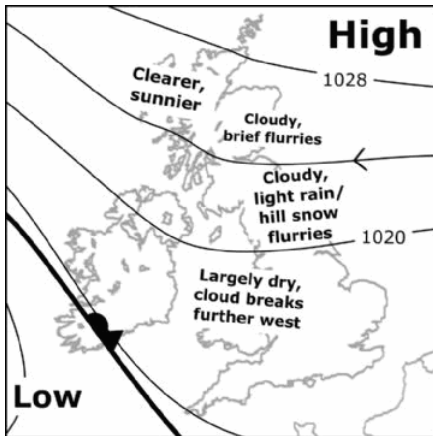 High
1028
Clearer,
sunnier
Cloudy,
brief flurries
Cloudy,
light rain/
hill snow
flurries
1020
Largely dry,
cloud breaks
further west
Low